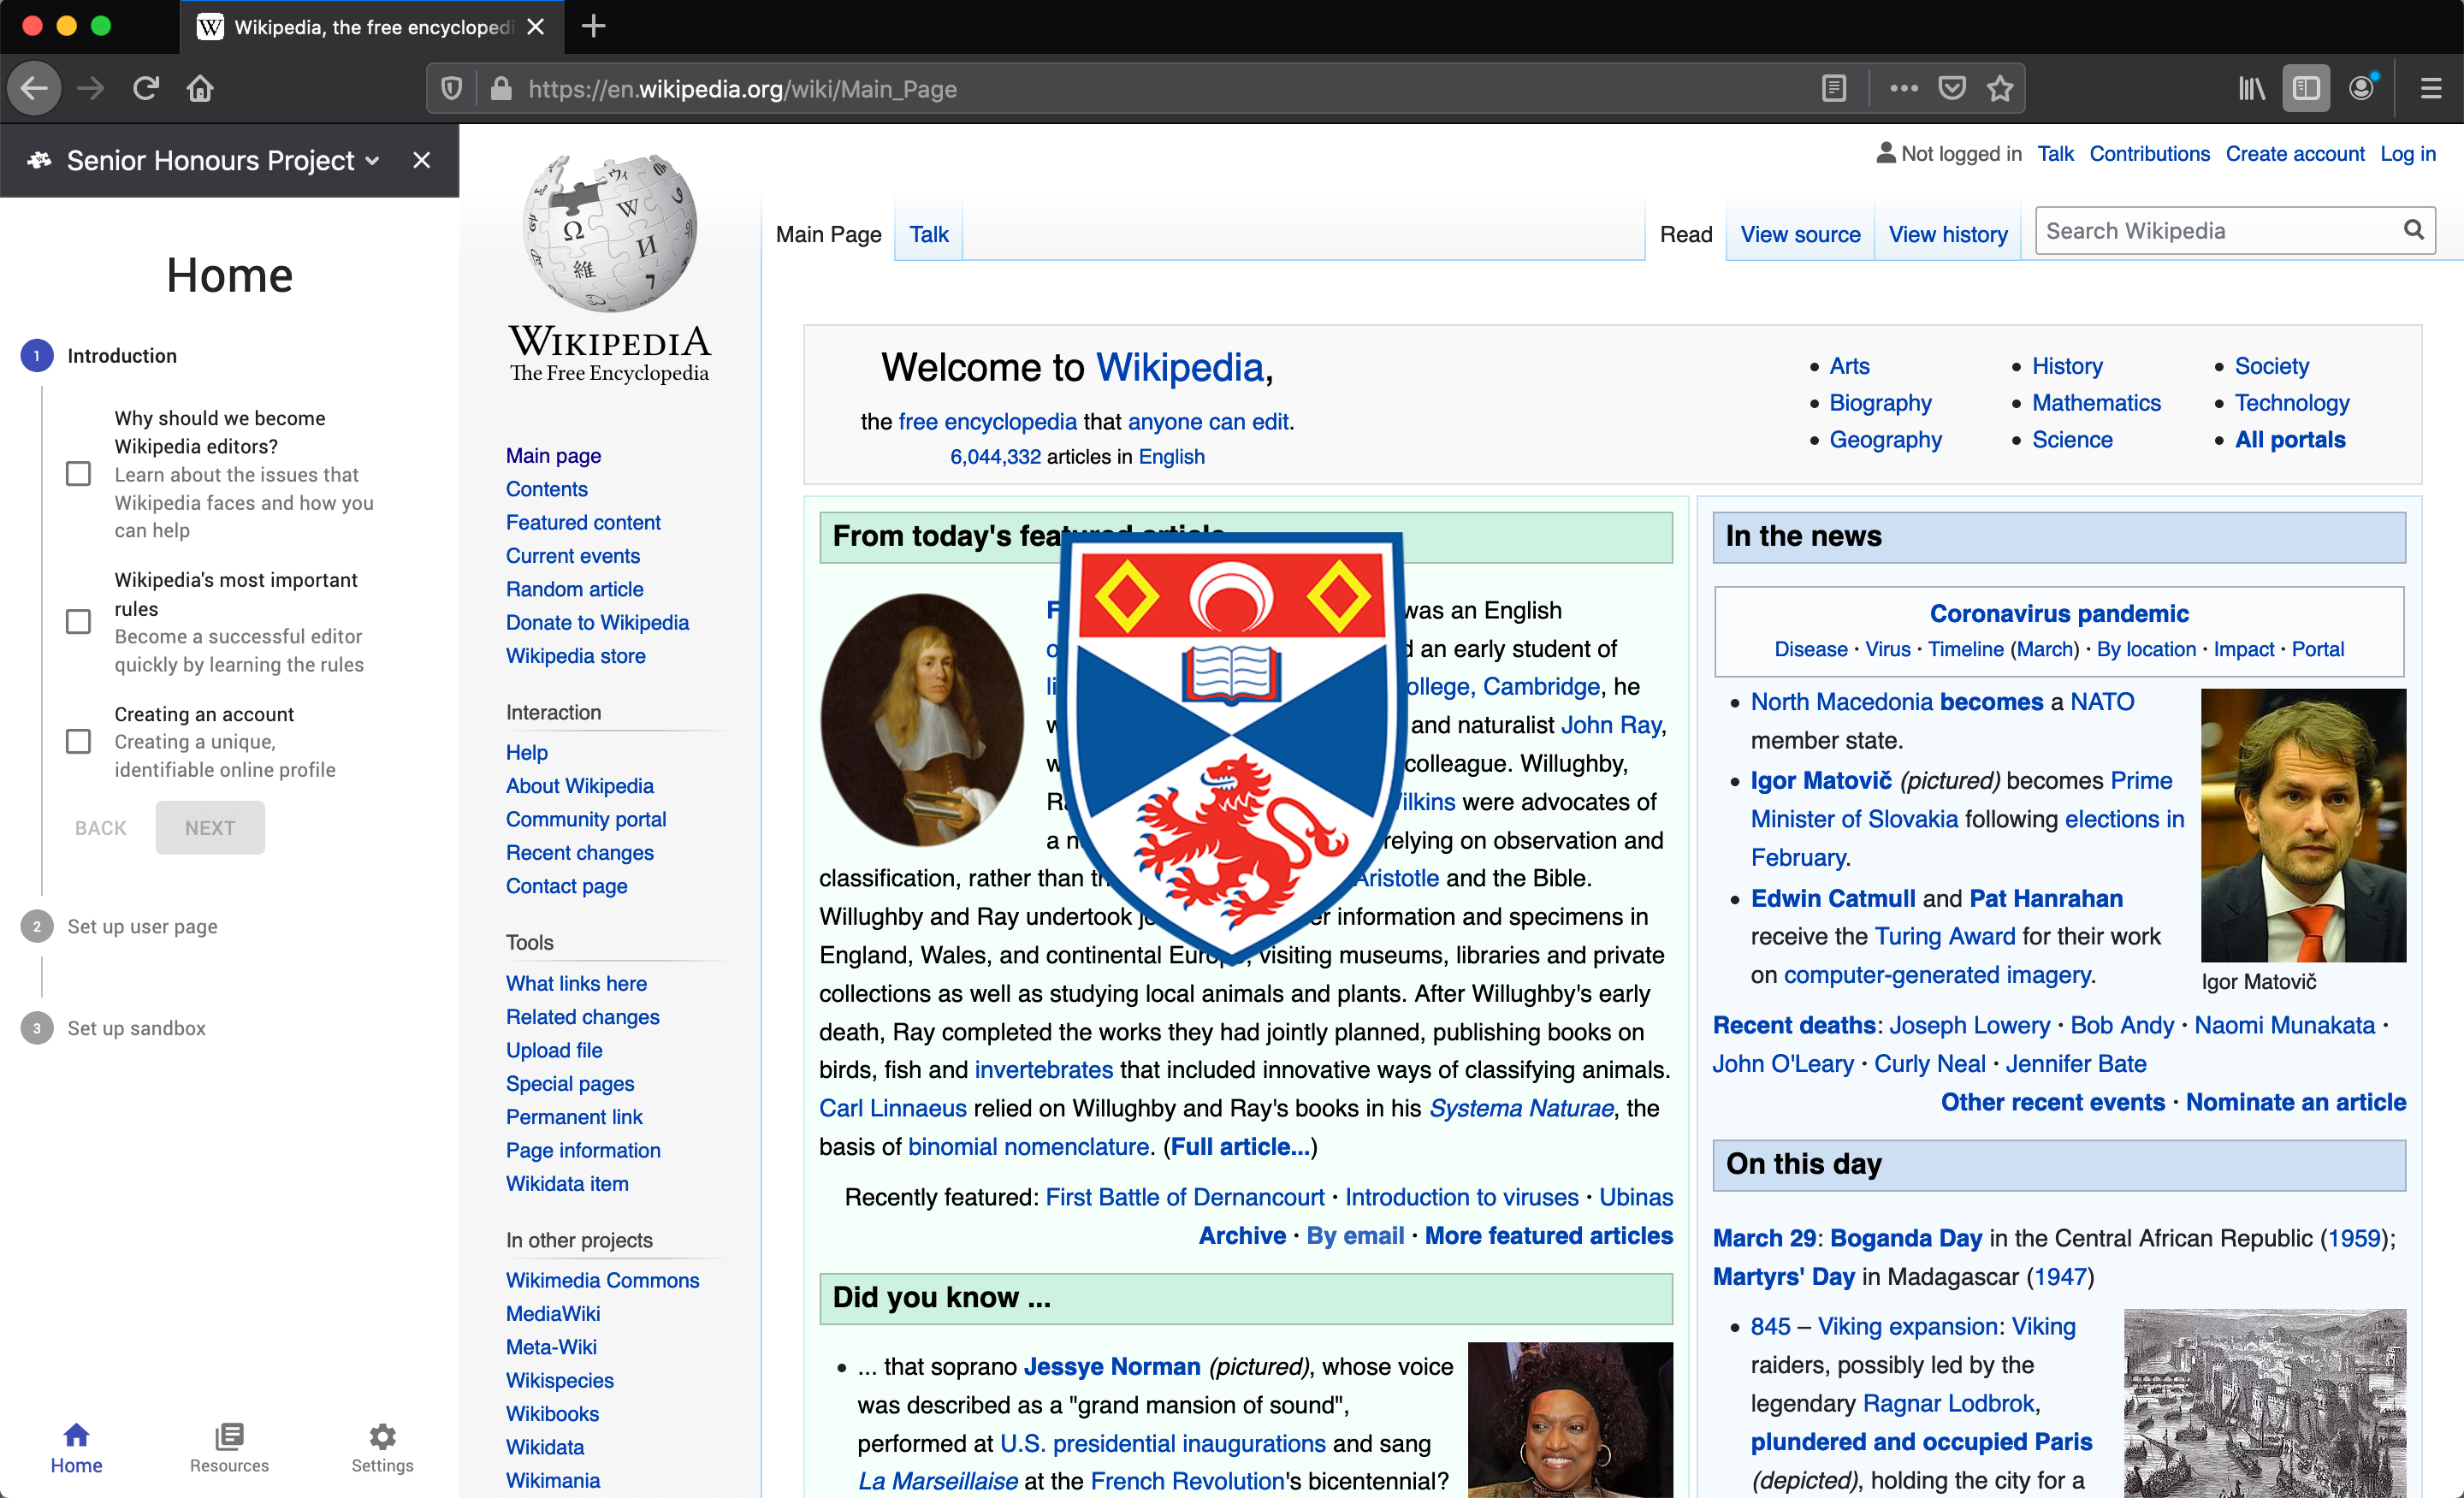 Wikipedia, the free encyclopedi
https://en.wikipedia.org/wiki/Main_Page
Senior Honours Project
Home
1 Introduction
Why should we become
Wikipedia editors?
Learn about the issues that
Wikipedia faces and how you
can help
Wikipedia's most important
rules
Become a successful editor
quickly by learning the rules
Creating an account
Creating a unique,
identifiable online profile
BACK NEXT
2 Set up user page
3 Set up sandbox
Home Resources Settings
WIKIPEDIA
The Free Encyclopedia
Main page
Contents
Featured content
Current events
Random article
Donate to Wikipedia
Wikipedia store
Interaction
Help
About Wikipedia
Community portal
Recent changes
Contact page
Tools
What links here
Related changes
Upload file
Special pages
Permanent link
Page information
Wikidata item
In other projects
Wikimedia Commons
MediaWiki
Meta-Wiki
Wikispecies
Wikibooks
Wikidata
Wikimania
Not logged in Talk Contributions Create account Log in
Main Page Talk Read View source View history Search Wikipedia
Welcome to Wikipedia,
the free encyclopedia that anyone can edit.
6,044,332 articles in English
Arts
Biography
Geography
History
Mathematics
Science
Society
Technology
All portals
From today's featured article
was an English
an early student of
Cambridge, he
and naturalist John Ray,
colleague. Willughby,
were advocates of
a relying on observation and
classification, rather than Aristotle and the Bible.
Willughby and Ray undertook information and specimens in
England, Wales, and continental Europe, visiting museums, libraries and private
collections as well as studying local animals and plants. After Willughby's early
death, Ray completed the works they had jointly planned, publishing books on
birds, fish and invertebrates that included innovative ways of classifying animals.
Carl Linnaeus relied on Willughby and Ray's books in his Systema Naturae, the
basis of binomial nomenclature. (Full article...)
Recently featured: First Battle of Dernancourt · Introduction to viruses · Ubinas
Archive · By email · More featured articles
Did you know ...
... that soprano Jessye Norman (pictured), whose voice
was described as a "grand mansion of sound",
performed at U.S. presidential inaugurations and sang
La Marseillaise at the French Revolution's bicentennial?
In the news
Coronavirus pandemic
Disease · Virus · Timeline (March) · By location · Impact · Portal
North Macedonia becomes a NATO
member state.
Igor Matovič (pictured) becomes Prime
Minister of Slovakia following elections in
February.
Edwin Catmull and Pat Hanrahan
receive the Turing Award for their work
on computer-generated imagery.
Igor Matovič
Recent deaths: Joseph Lowery · Bob Andy · Naomi Munakata ·
John O'Leary · Curly Neal · Jennifer Bate
Other recent events · Nominate an article
On this day
March 29: Boganda Day in the Central African Republic (1959);
Martyrs' Day in Madagascar (1947)
845 – Viking expansion: Viking
raiders, possibly led by the
legendary Ragnar Lodbrok,
plundered and occupied Paris
(depicted), holding the city for a